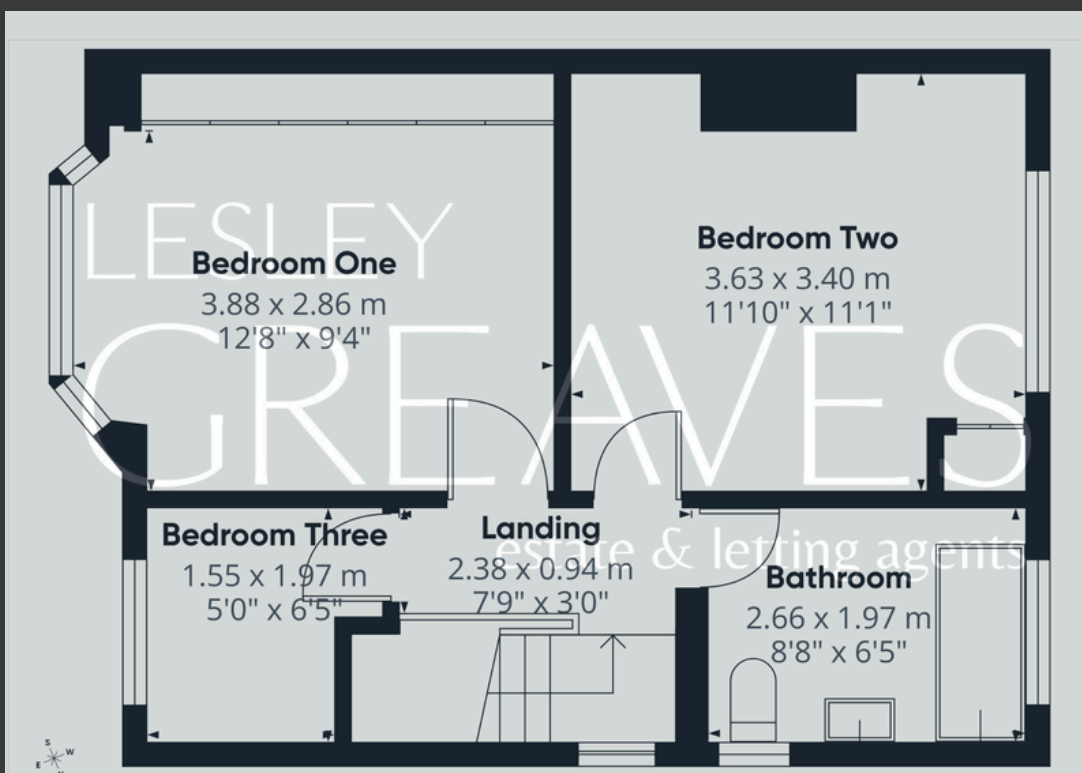 LESLEY
GREAVES
estate & letting agents
Bedroom One
3.88 x 2.86 m
12'8" x 9'4"
Bedroom Two
3.63 x 3.40 m
11'10" x 11'1"
Bedroom Three
1.55 x 1.97 m
5'0" x 6'5"
Landing
2.38 x 0.94 m
7'9" x 3'0"
Bathroom
2.66 x 1.97 m
8'8" x 6'5"
S
W
E